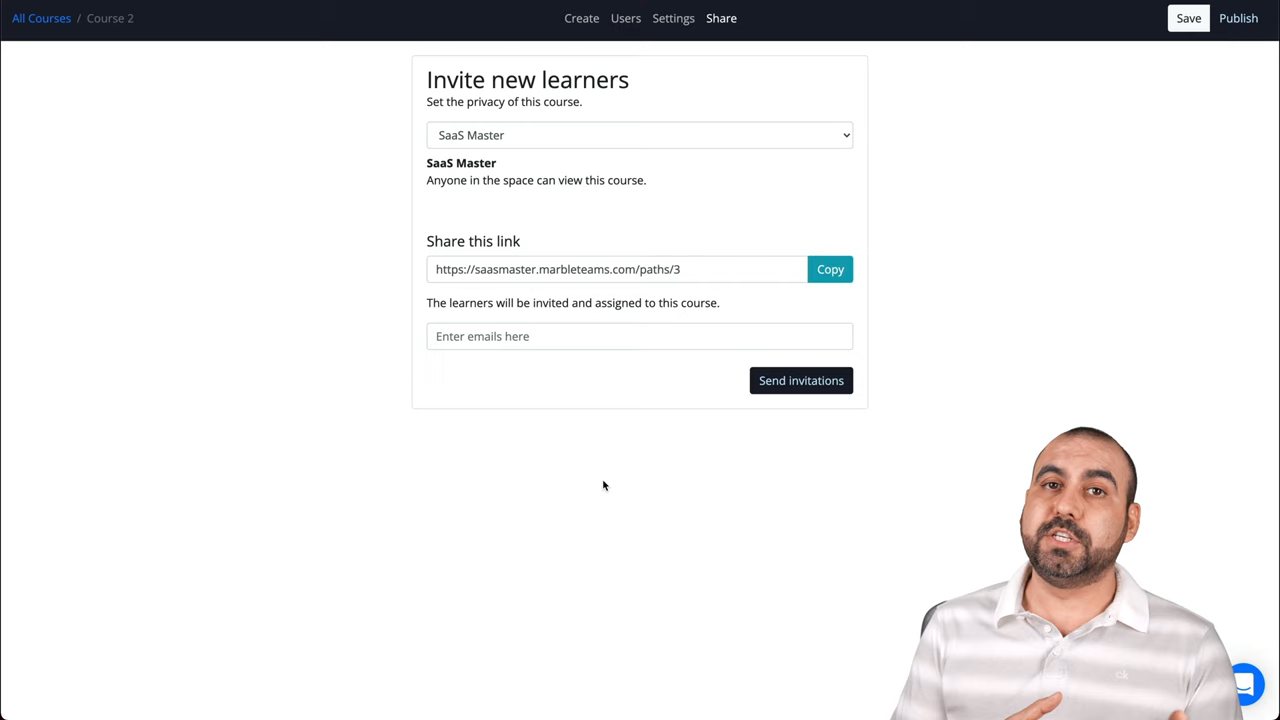 All Courses / Course 2
Create Users Settings Share
Save Publish
Invite new learners
Set the privacy of this course.
SaaS Master
SaaS Master
Anyone in the space can view this course.
Share this link
https://saasmaster.marbleteams.com/paths/3 Copy
The learners will be invited and assigned to this course.
Enter emails here
Send invitations
ck